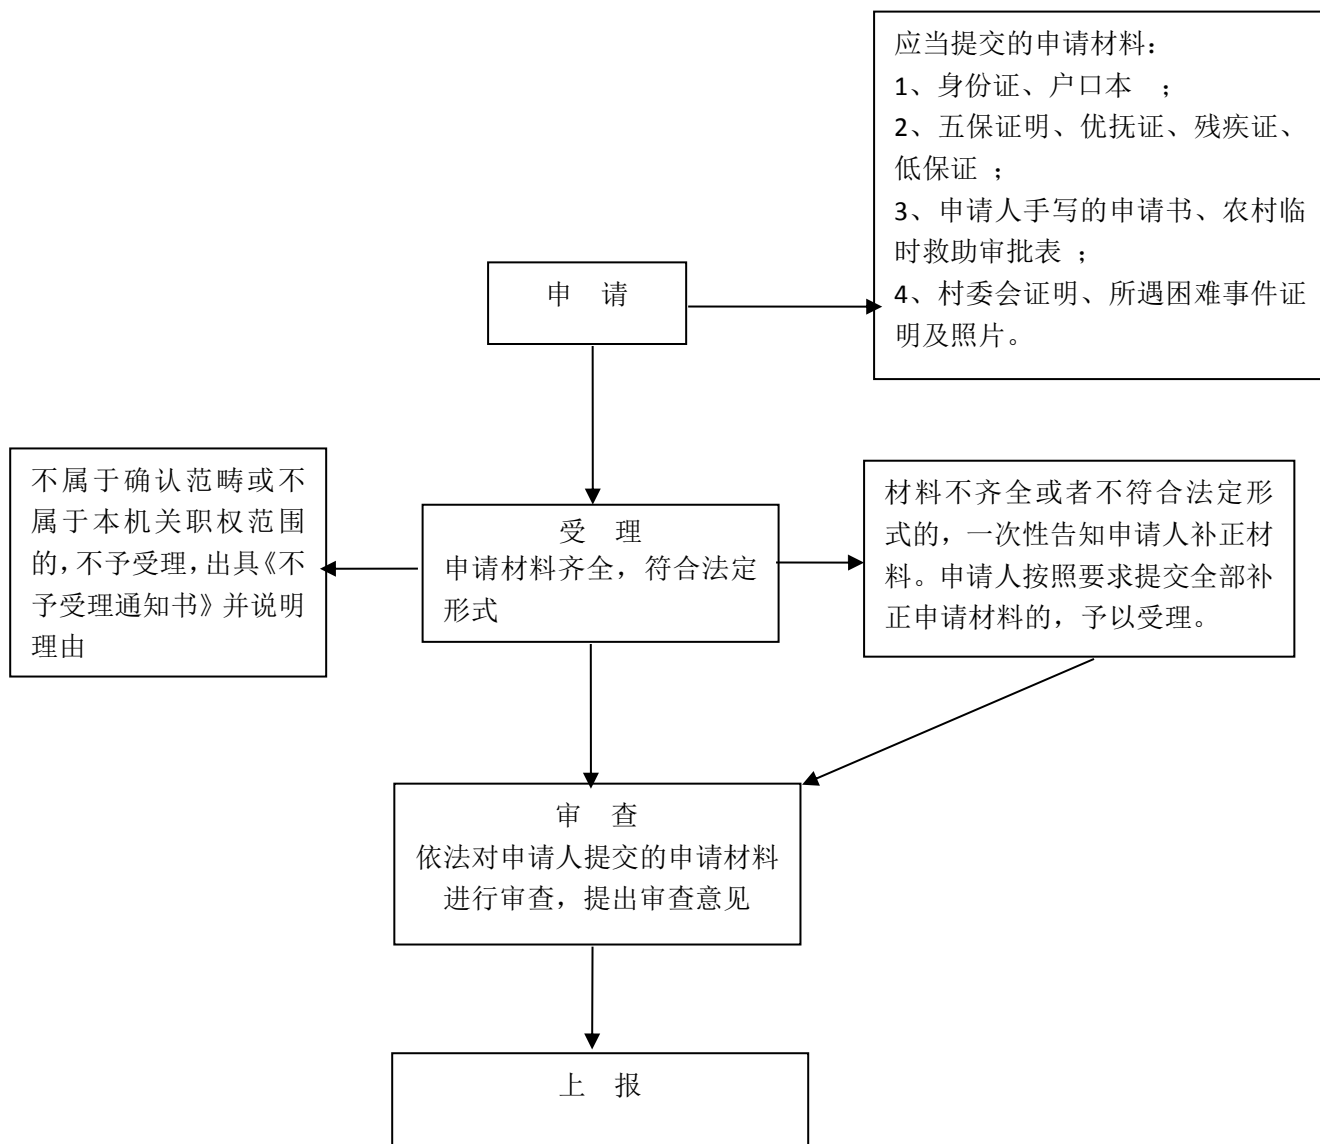 应当提交的申请材料：
1、身份证、户口本 ；
2、五保证明、优抚证、残疾证、
低保证 ；
3、申请人手写的申请书、农村临
时救助审批表 ；
4、村委会证明、所遇困难事件证
明及照片。
申 请
不属于确认范畴或不
属于本机关职权范围
的，不予受理，出具《不
予受理通知书》并说明
理由
受 理
申请材料齐全，符合法定
形式
材料不齐全或者不符合法定形
式的，一次性告知申请人补正材
料。申请人按照要求提交全部补
正申请材料的，予以受理。
审 查
依法对申请人提交的申请材料
进行审查，提出审查意见
上 报